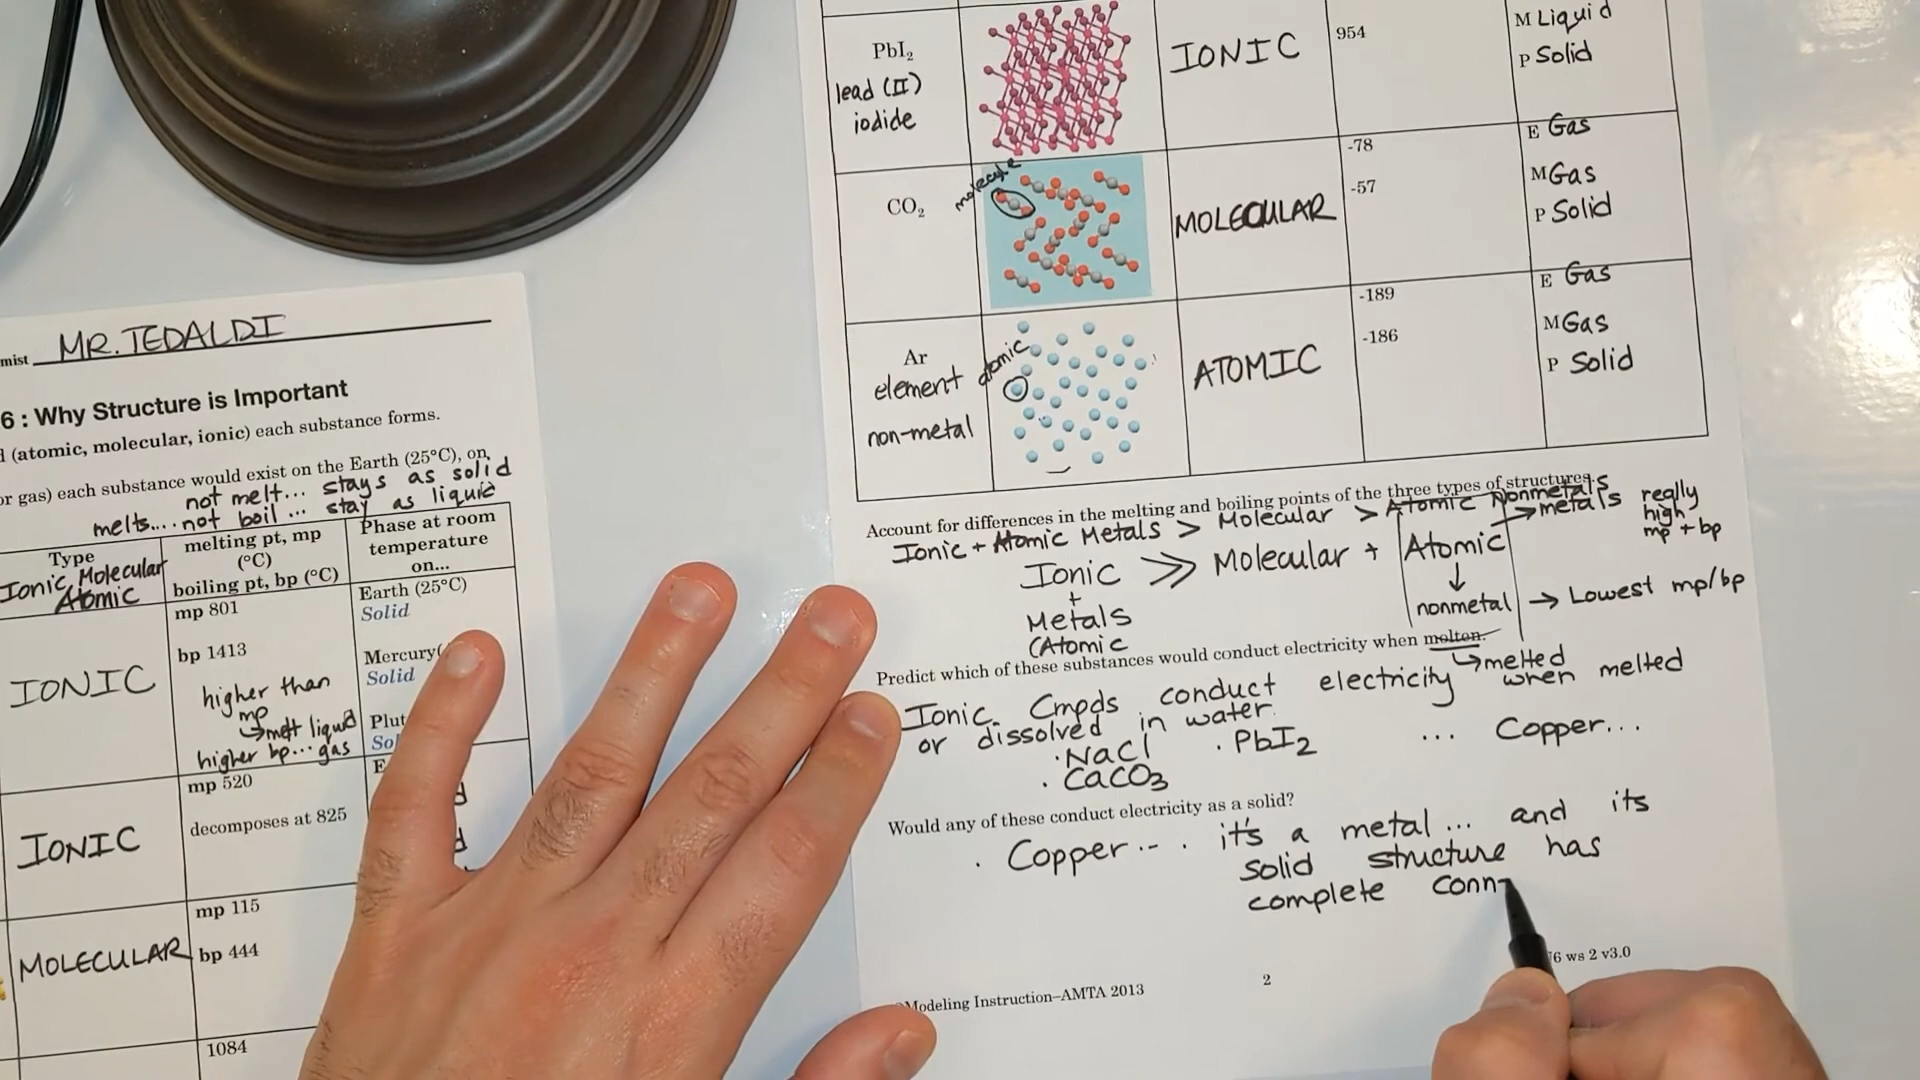 mist MR. TEDALDI
6 : Why Structure is Important
(atomic, molecular, ionic) each substance forms.
or gas) each substance would exist on the Earth (25°C), on,
not melt... stays as solid
melts.... not boil ... stay as liquid
Type
Ionic, Molecular
Atomic
melting pt, mp
(°C)
boiling pt, bp (°C)
Phase at room
temperature
on...
IONIC
mp 801
bp 1413
higher than
mp
↳melt liquid
higher bp... gas
Earth (25°C)
Solid
Mercury(
Solid
Plut
Sol
IONIC
mp 520
decomposes at 825
E
d
d
MOLECULAR
mp 115
bp 444
1084
PbI₂
lead (II)
iodide
IONIC
954
M Liquid
P Solid
CO₂
molecule
MOLECULAR
-78
-57
E Gas
M Gas
P Solid
Ar
element
non-metal
atomic
ATOMIC
-189
-186
E Gas
M Gas
P Solid
Account for differences in the melting and boiling points of the three types of structures.
Ionic + Atomic Metals > Molecular > Atomic Nonmetals
→metals really
high
mp + bp
Ionic >> Molecular + Atomic
+
Metals
(Atomic
↓
nonmetal → Lowest mp/bp
Predict which of these substances would conduct electricity when molten.
↳melted
Ionic Cmpds conduct electricity when melted
or dissolved in water.
· NaCl · PbI2 ... Copper...
· CaCO3
Would any of these conduct electricity as a solid?
· Copper... it's a metal... and its
solid structure has
complete conn
©Modeling Instruction–AMTA 2013
2
6 ws 2 v3.0